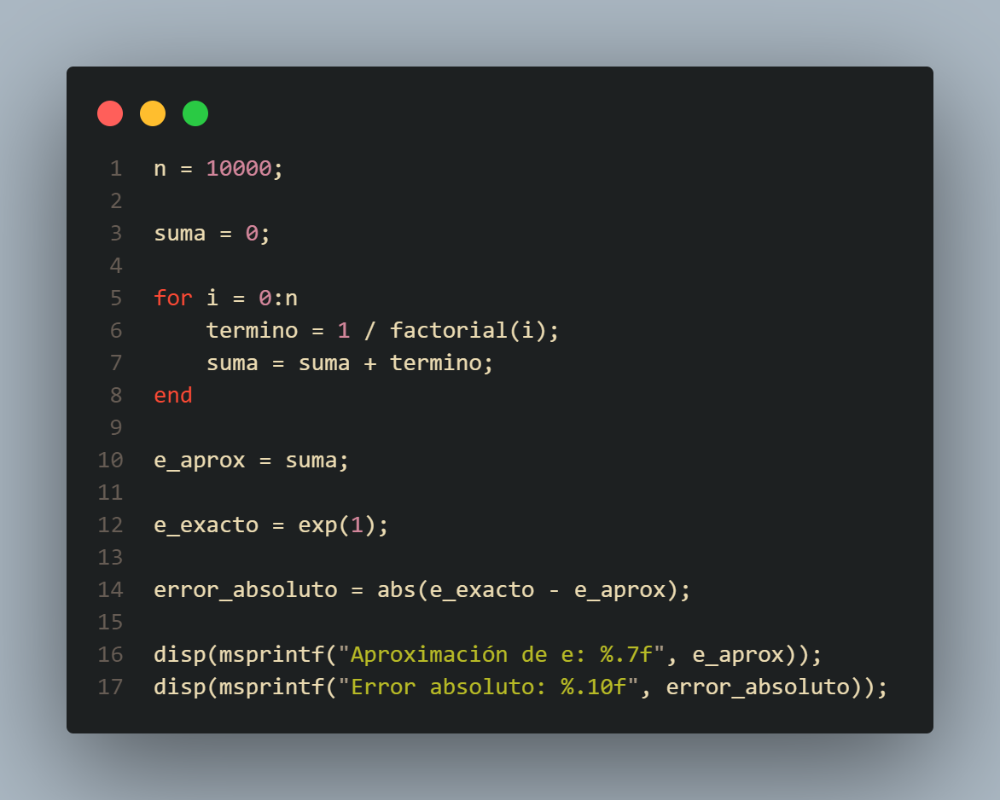 1 n = 10000;
2
3 suma = 0;
4
5 for i = 0:n
6     termino = 1 / factorial(i);
7     suma = suma + termino;
8 end
9
10 e_aprox = suma;
11
12 e_exacto = exp(1);
13
14 error_absoluto = abs(e_exacto - e_aprox);
15
16 disp(msprintf("Aproximación de e: %.7f", e_aprox));
17 disp(msprintf("Error absoluto: %.10f", error_absoluto));